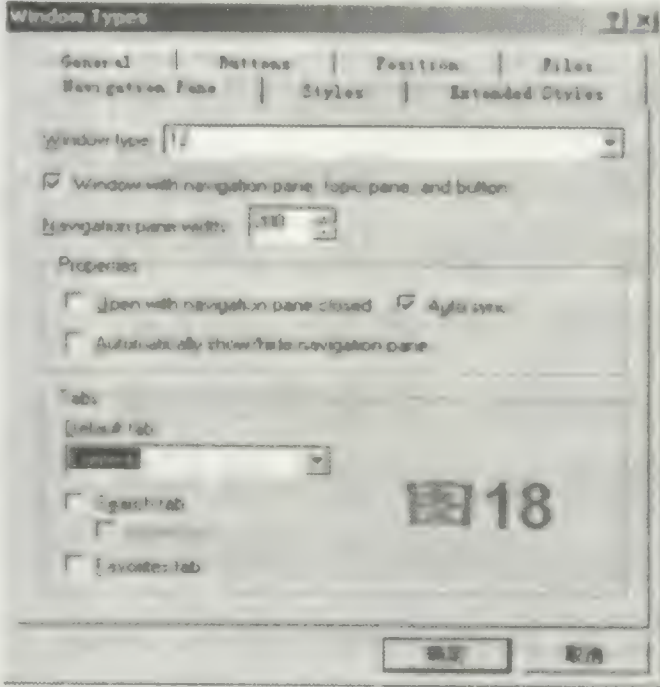 Window Types
General Buttons Position Files
Navigation Pane Styles Extended Styles
Window type:
Window with navigation pane, topic pane, and button
Navigation pane width:
Properties
Open with navigation pane closed Auto sync
Automatically show/hide navigation pane
Tabs
Default tab
Search tab
Favorites tab
图18
确定 取消